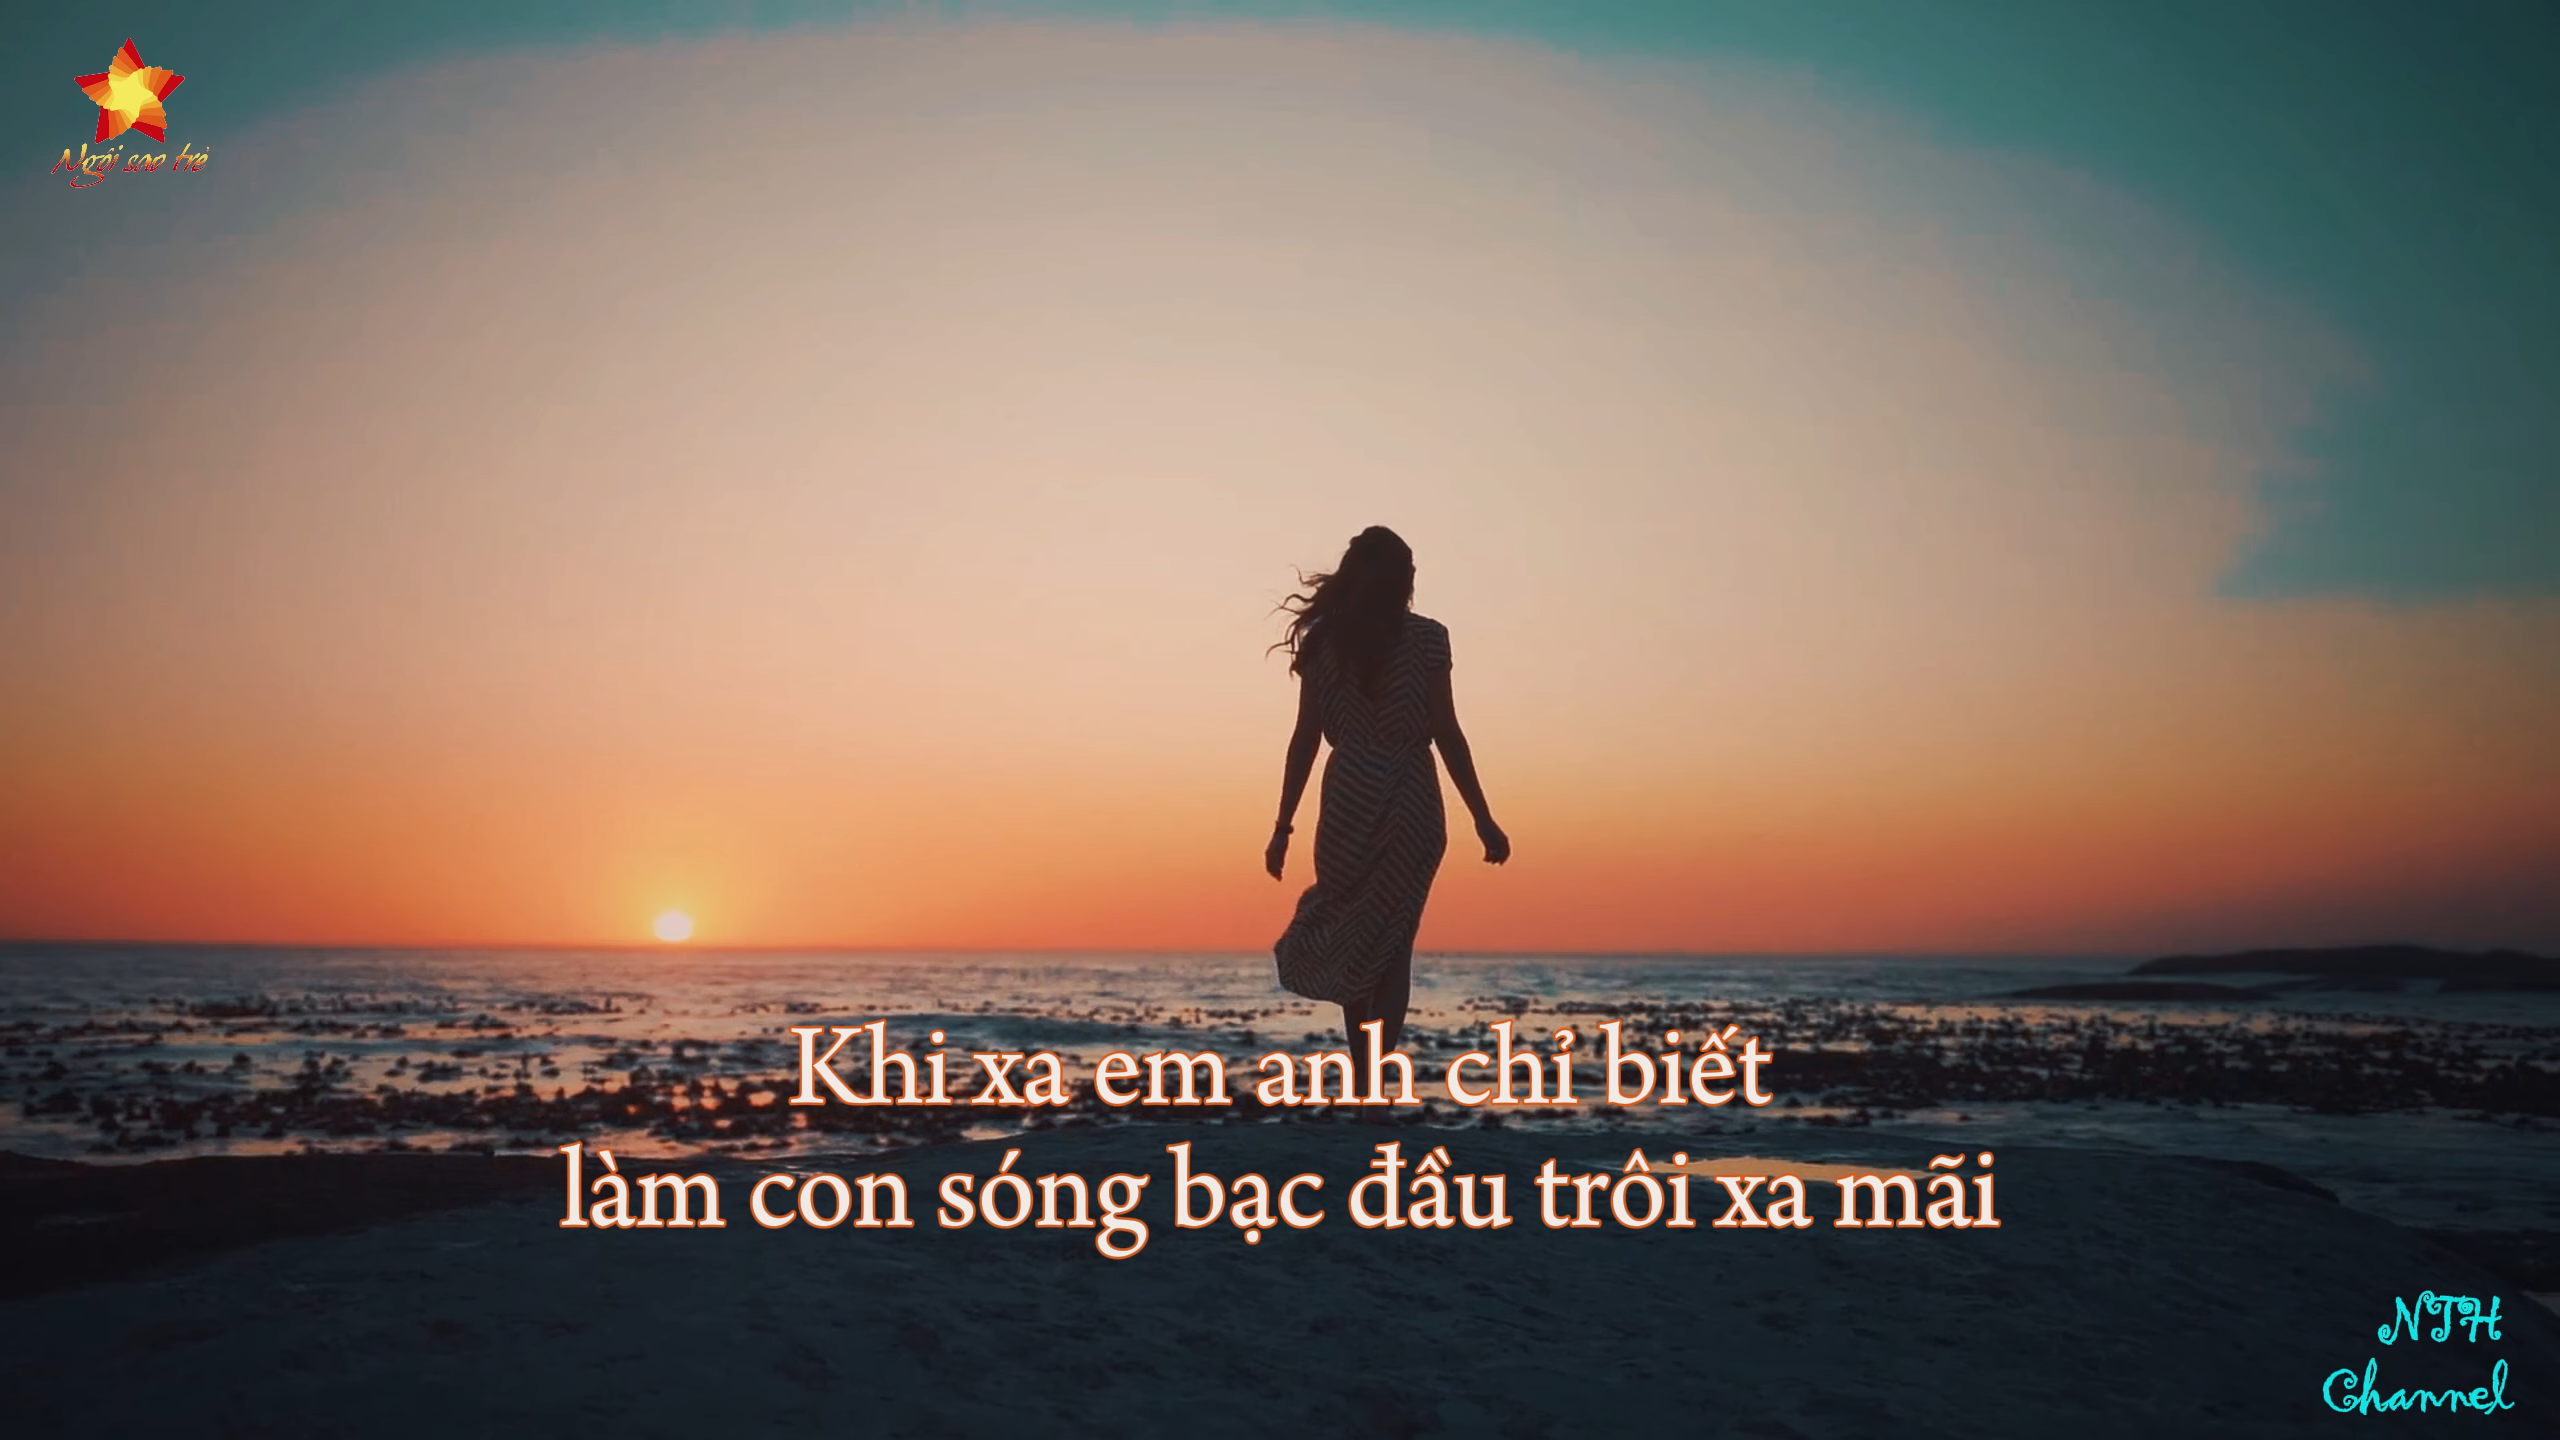 Ngôi sao trẻ
Khi xa em anh chỉ biết
làm con sóng bạc đầu trôi xa mãi
NTH
Channel